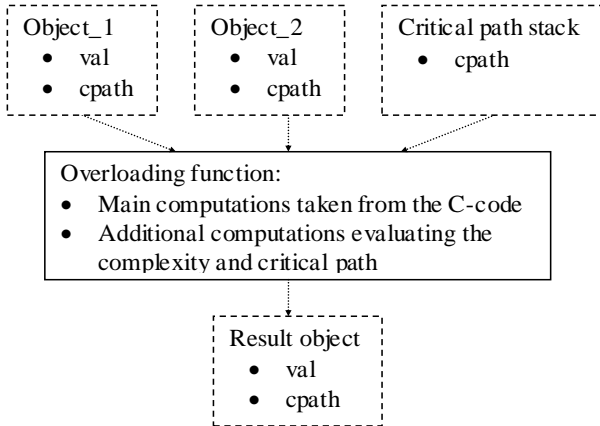 Object_1
• val
• cpath
Object_2
• val
• cpath
Critical path stack
• cpath
Overloading function:
• Main computations taken from the C-code
• Additional computations evaluating the
complexity and critical path
Result object
• val
• cpath